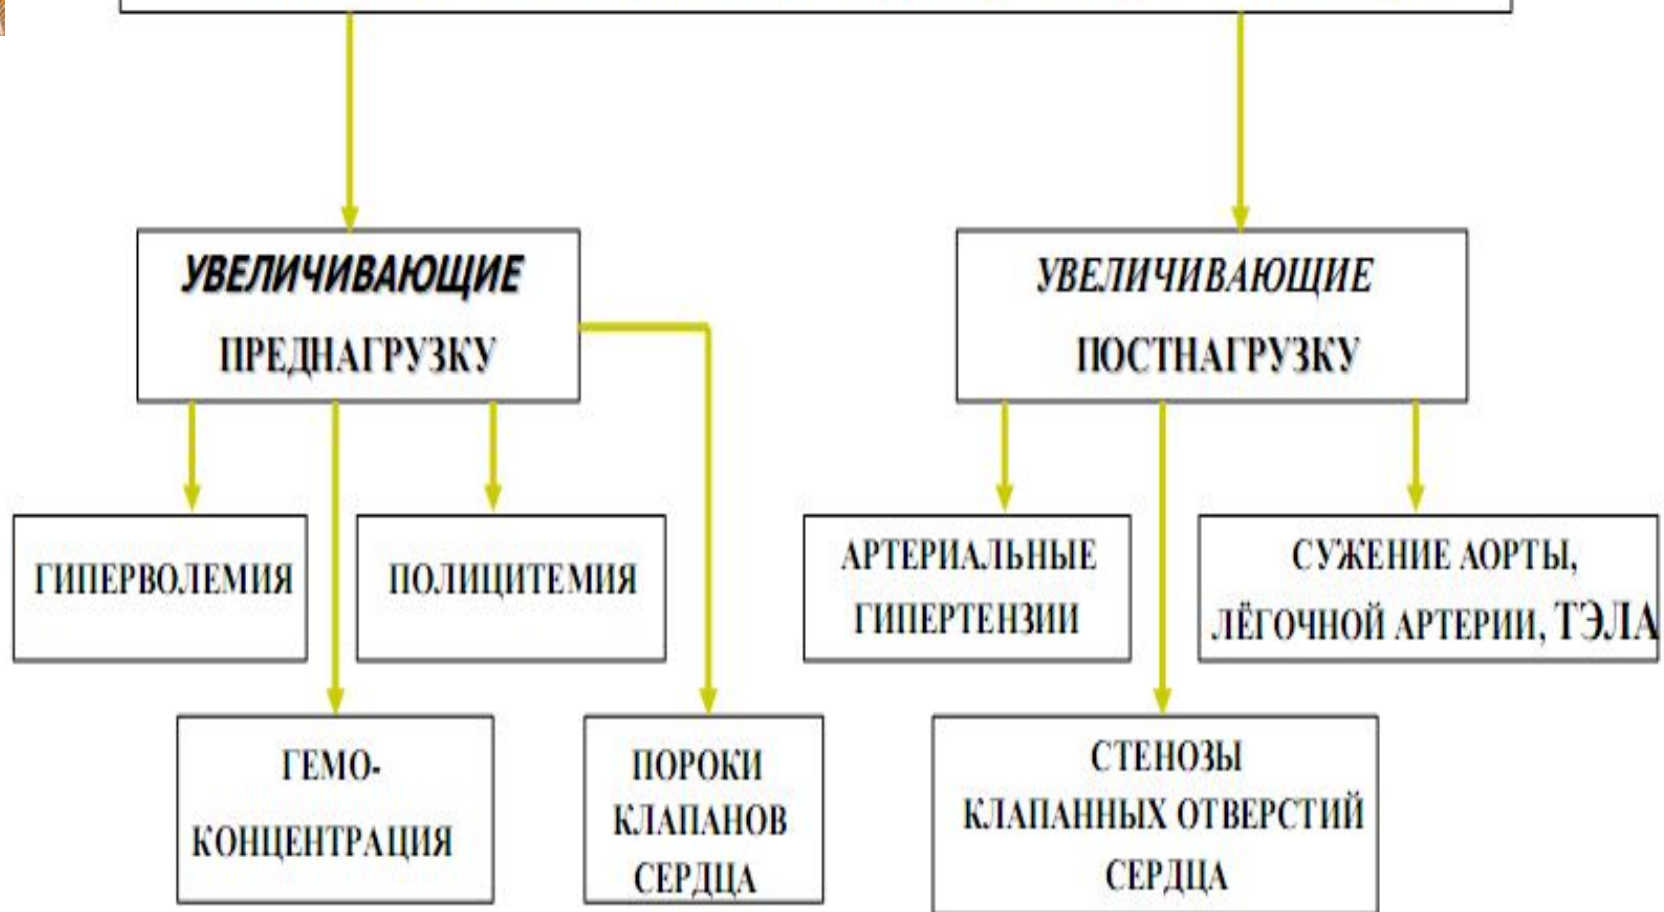 УВЕЛИЧИВАЮЩИЕ
ПРЕДНАГРУЗКУ
УВЕЛИЧИВАЮЩИЕ
ПОСТНАГРУЗКУ
ГИПЕРВОЛЕМИЯ
ПОЛИЦИТЕМИЯ
АРТЕРИАЛЬНЫЕ
ГИПЕРТЕНЗИИ
СУЖЕНИЕ АОРТЫ,
ЛЁГОЧНОЙ АРТЕРИИ, ТЭЛА
ГЕМО-
КОНЦЕНТРАЦИЯ
ПОРОКИ
КЛАПАНОВ
СЕРДЦА
СТЕНОЗЫ
КЛАПАННЫХ ОТВЕРСТИЙ
СЕРДЦА